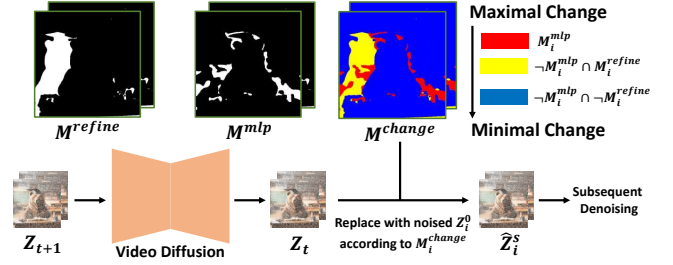 Maximal Change
M_i^{mlp}
¬M_i^{mlp} ∩ M_i^{refine}
¬M_i^{mlp} ∩ ¬M_i^{refine}
Minimal Change
M^{refine}
M^{mlp}
M^{change}
Z_{t+1}
Video Diffusion
Z_t
Replace with noised Z_i^0
according to M_i^{change}
Ẑ_i^s
Subsequent
Denoising